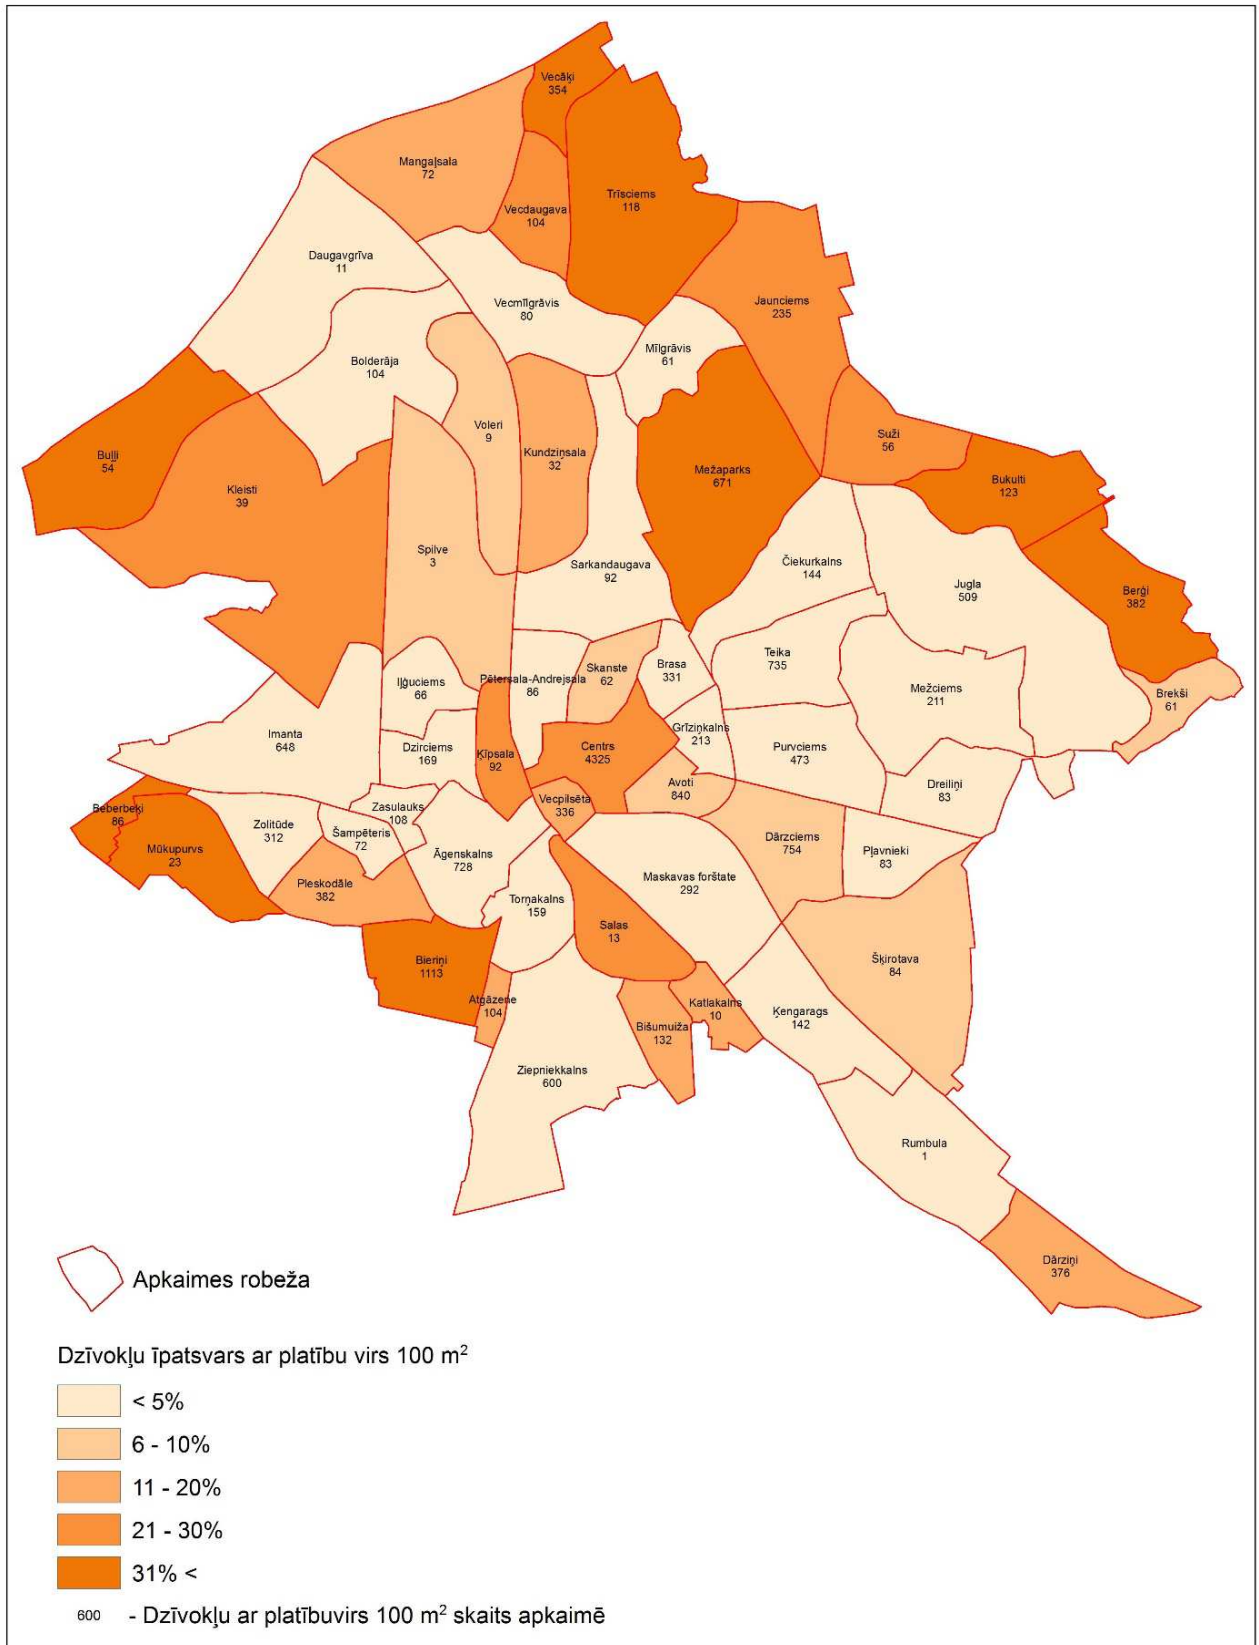 Vecāķi
354
Mangaļsala
72
Trīsciems
118
Vecdaugava
104
Daugavgrīva
11
Jaunciems
235
Vecmīlgrāvis
80
Mīlgrāvis
61
Bolderāja
104
Voleri
9
Suži
56
Kundziņsala
32
Buļļi
54
Mežaparks
671
Bukulti
123
Kleisti
39
Spilve
3
Sarkandaugava
92
Čiekurkalns
144
Jugla
509
Berģi
382
Teika
735
Brasa
331
Skanste
62
Iļģuciems
66
Pētersala-Andrejsala
86
Mežciems
211
Brekši
61
Grīziņkalns
213
Imanta
648
Dzirciems
169
Ķīpsala
92
Centrs
4325
Purvciems
473
Avoti
840
Dreiliņi
83
Vecpilsēta
336
Zasulauks
108
Beberbeķi
86
Zolitūde
312
Šampēteris
72
Dārzciems
754
Mūkupurvs
23
Āgenskalns
728
Pļavnieki
83
Pleskodāle
382
Maskavas forštate
292
Torņakalns
159
Salas
13
Bieriņi
1113
Šķirotava
84
Atgāzene
104
Katlakalns
10
Ķengarags
142
Bišumuiža
132
Ziepniekkalns
600
Rumbula
1
Dārziņi
376
Apkaimes robeža
Dzīvokļu īpatsvars ar platību virs 100 m²
< 5%
6 - 10%
11 - 20%
21 - 30%
31% <
600 - Dzīvokļu ar platībuvirs 100 m² skaits apkaimē